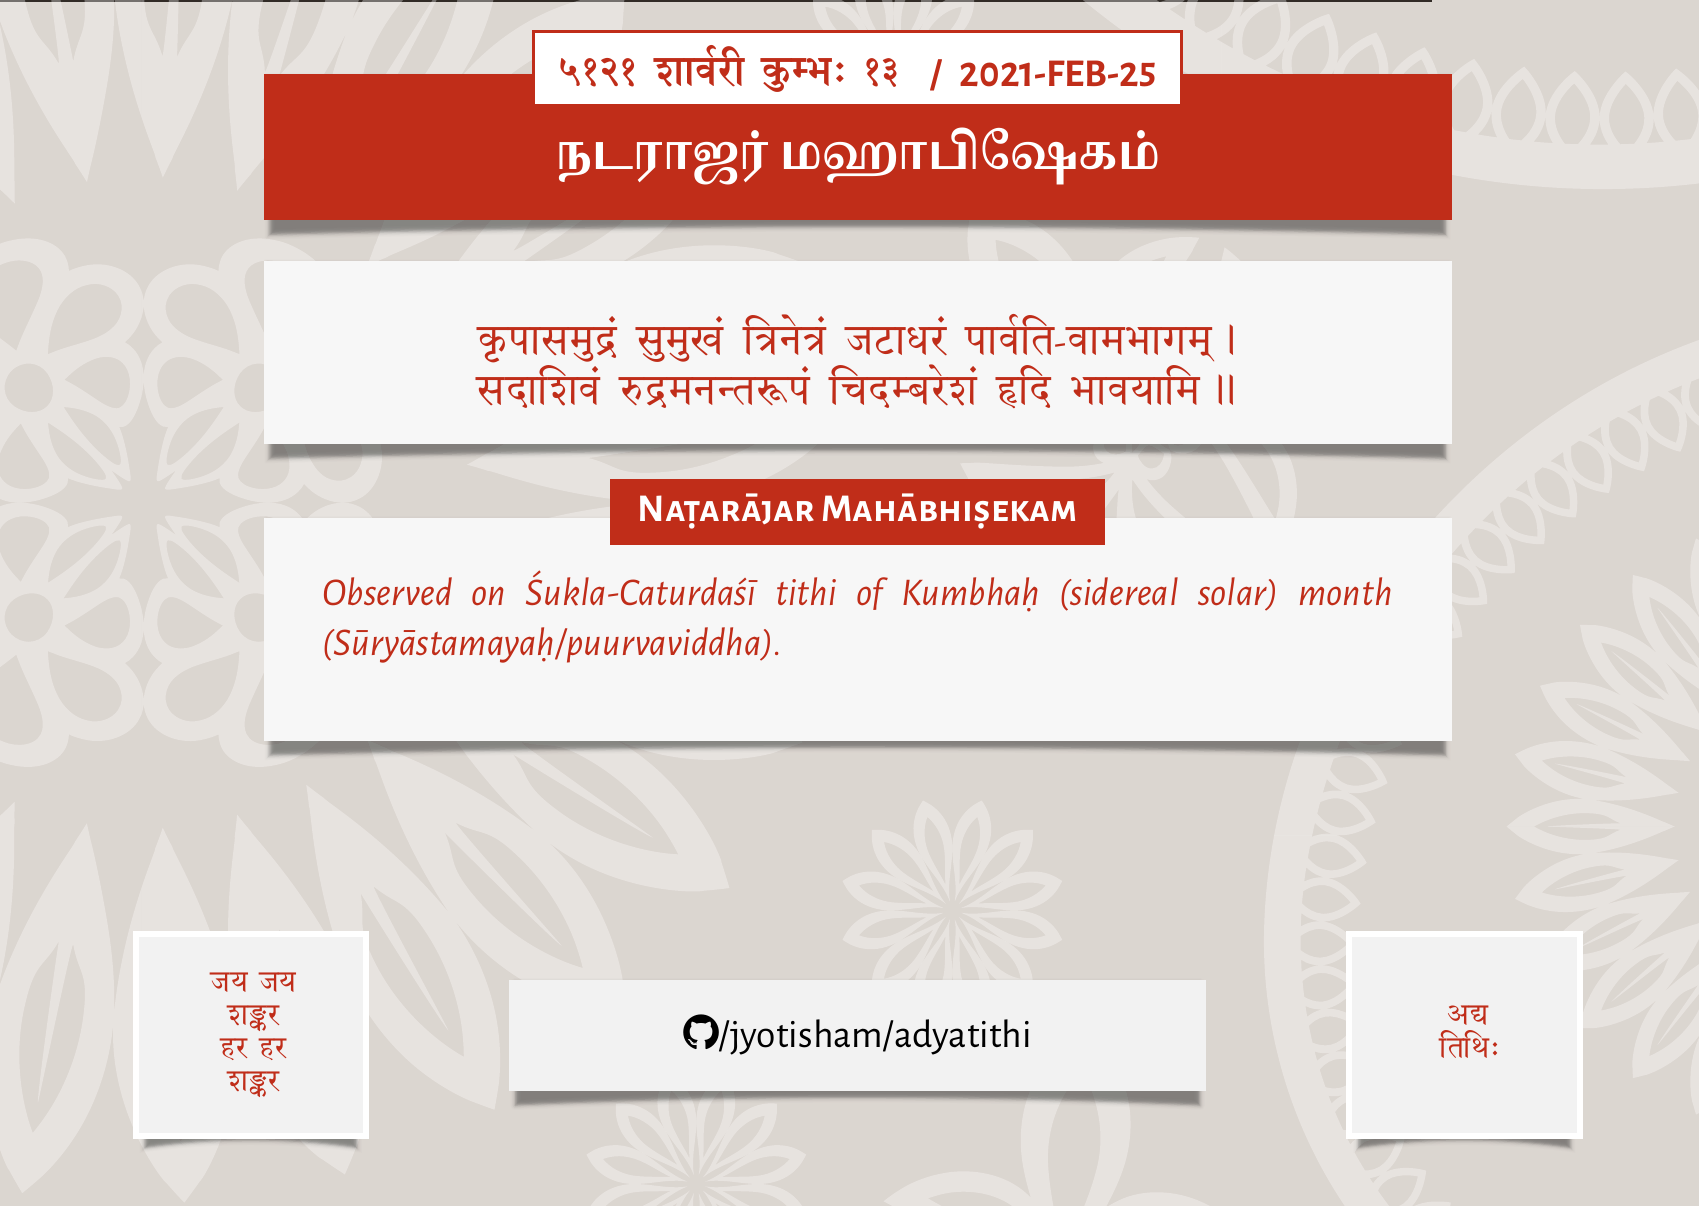 ५१२१ शार्वरी कुम्भः १३ / 2021-FEB-25
நடராஜர் மஹாபிஷேகம்
कृपासमुद्रं सुमुखं त्रिनेत्रं जटाधरं पार्वति-वामभागम्।
सदाशिवं रुद्रमनन्तरूपं चिदम्बरेशं हृदि भावयामि॥
Naṭarājar Mahābhiṣekam
Observed on Śukla-Caturdaśī tithi of Kumbhaḥ (sidereal solar) month
(Sūryāstamayaḥ/puurvaviddha).
जय जय
शङ्कर
हर हर
शङ्कर
/jyotisham/adyatithi
अद्य
तिथिः